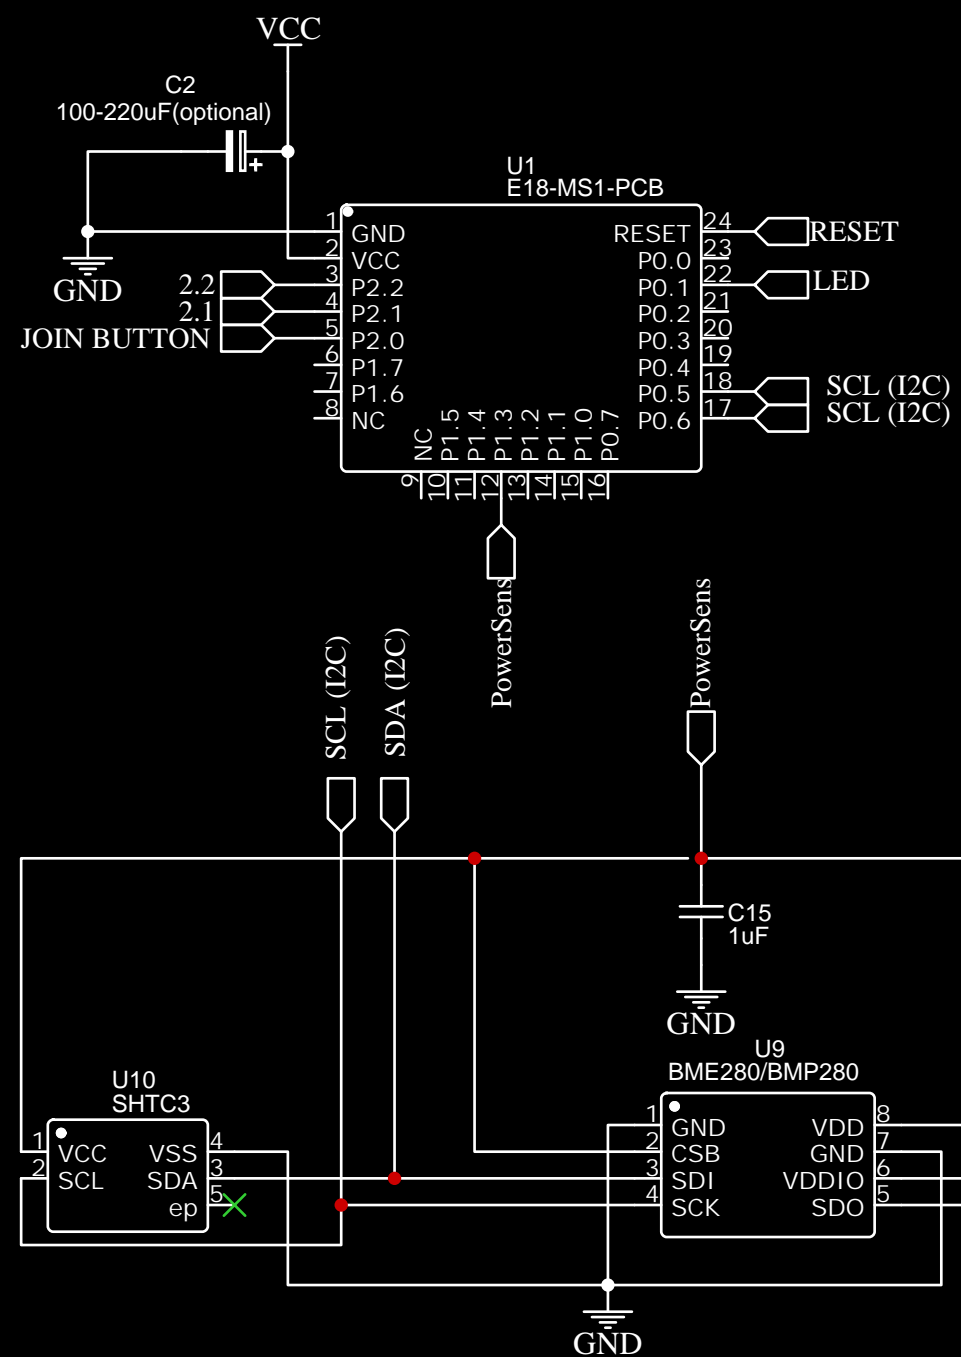 VCC
C2
100-220uF(optional)
GND
U1
E18-MS1-PCB
1 GND
2 VCC
3 P2.2
4 P2.1
5 P2.0
6 P1.7
7 P1.6
8 NC
2.2
2.1
JOIN BUTTON
9 NC
10 P1.5
11 P1.4
12 P1.3
13 P1.2
14 P1.1
15 P1.0
16 P0.7
RESET 24
P0.0 23
P0.1 22
P0.2 21
P0.3 20
P0.4 19
P0.5 18
P0.6 17
RESET
LED
SCL (I2C)
SCL (I2C)
PowerSens
PowerSens
SCL (I2C)
SDA (I2C)
C15
1uF
GND
U10
SHTC3
1 VCC
2 SCL
VSS 4
SDA 3
ep 5
U9
BME280/BMP280
1 GND
2 CSB
3 SDI
4 SCK
VDD 8
GND 7
VDDIO 6
SDO 5
GND